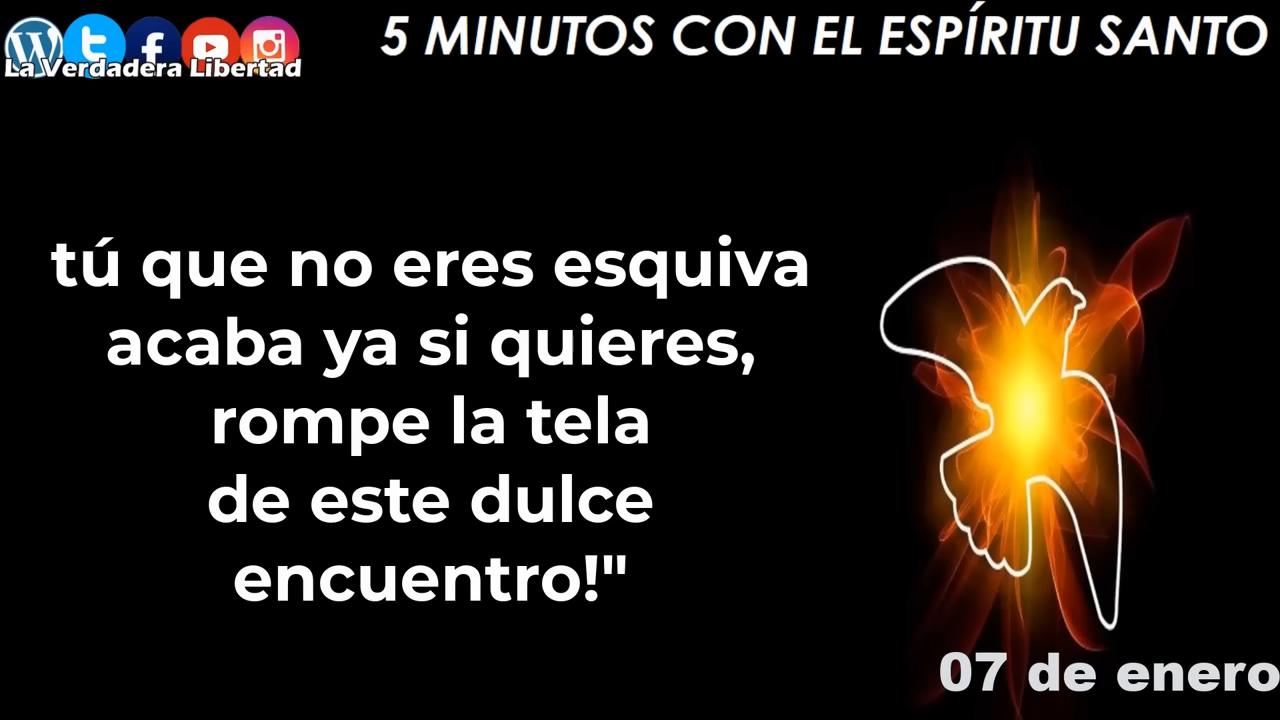 La Verdadera Libertad
5 MINUTOS CON EL ESPÍRITU SANTO
tú que no eres esquiva
acaba ya si quieres,
rompe la tela
de este dulce
encuentro!"
07 de enero